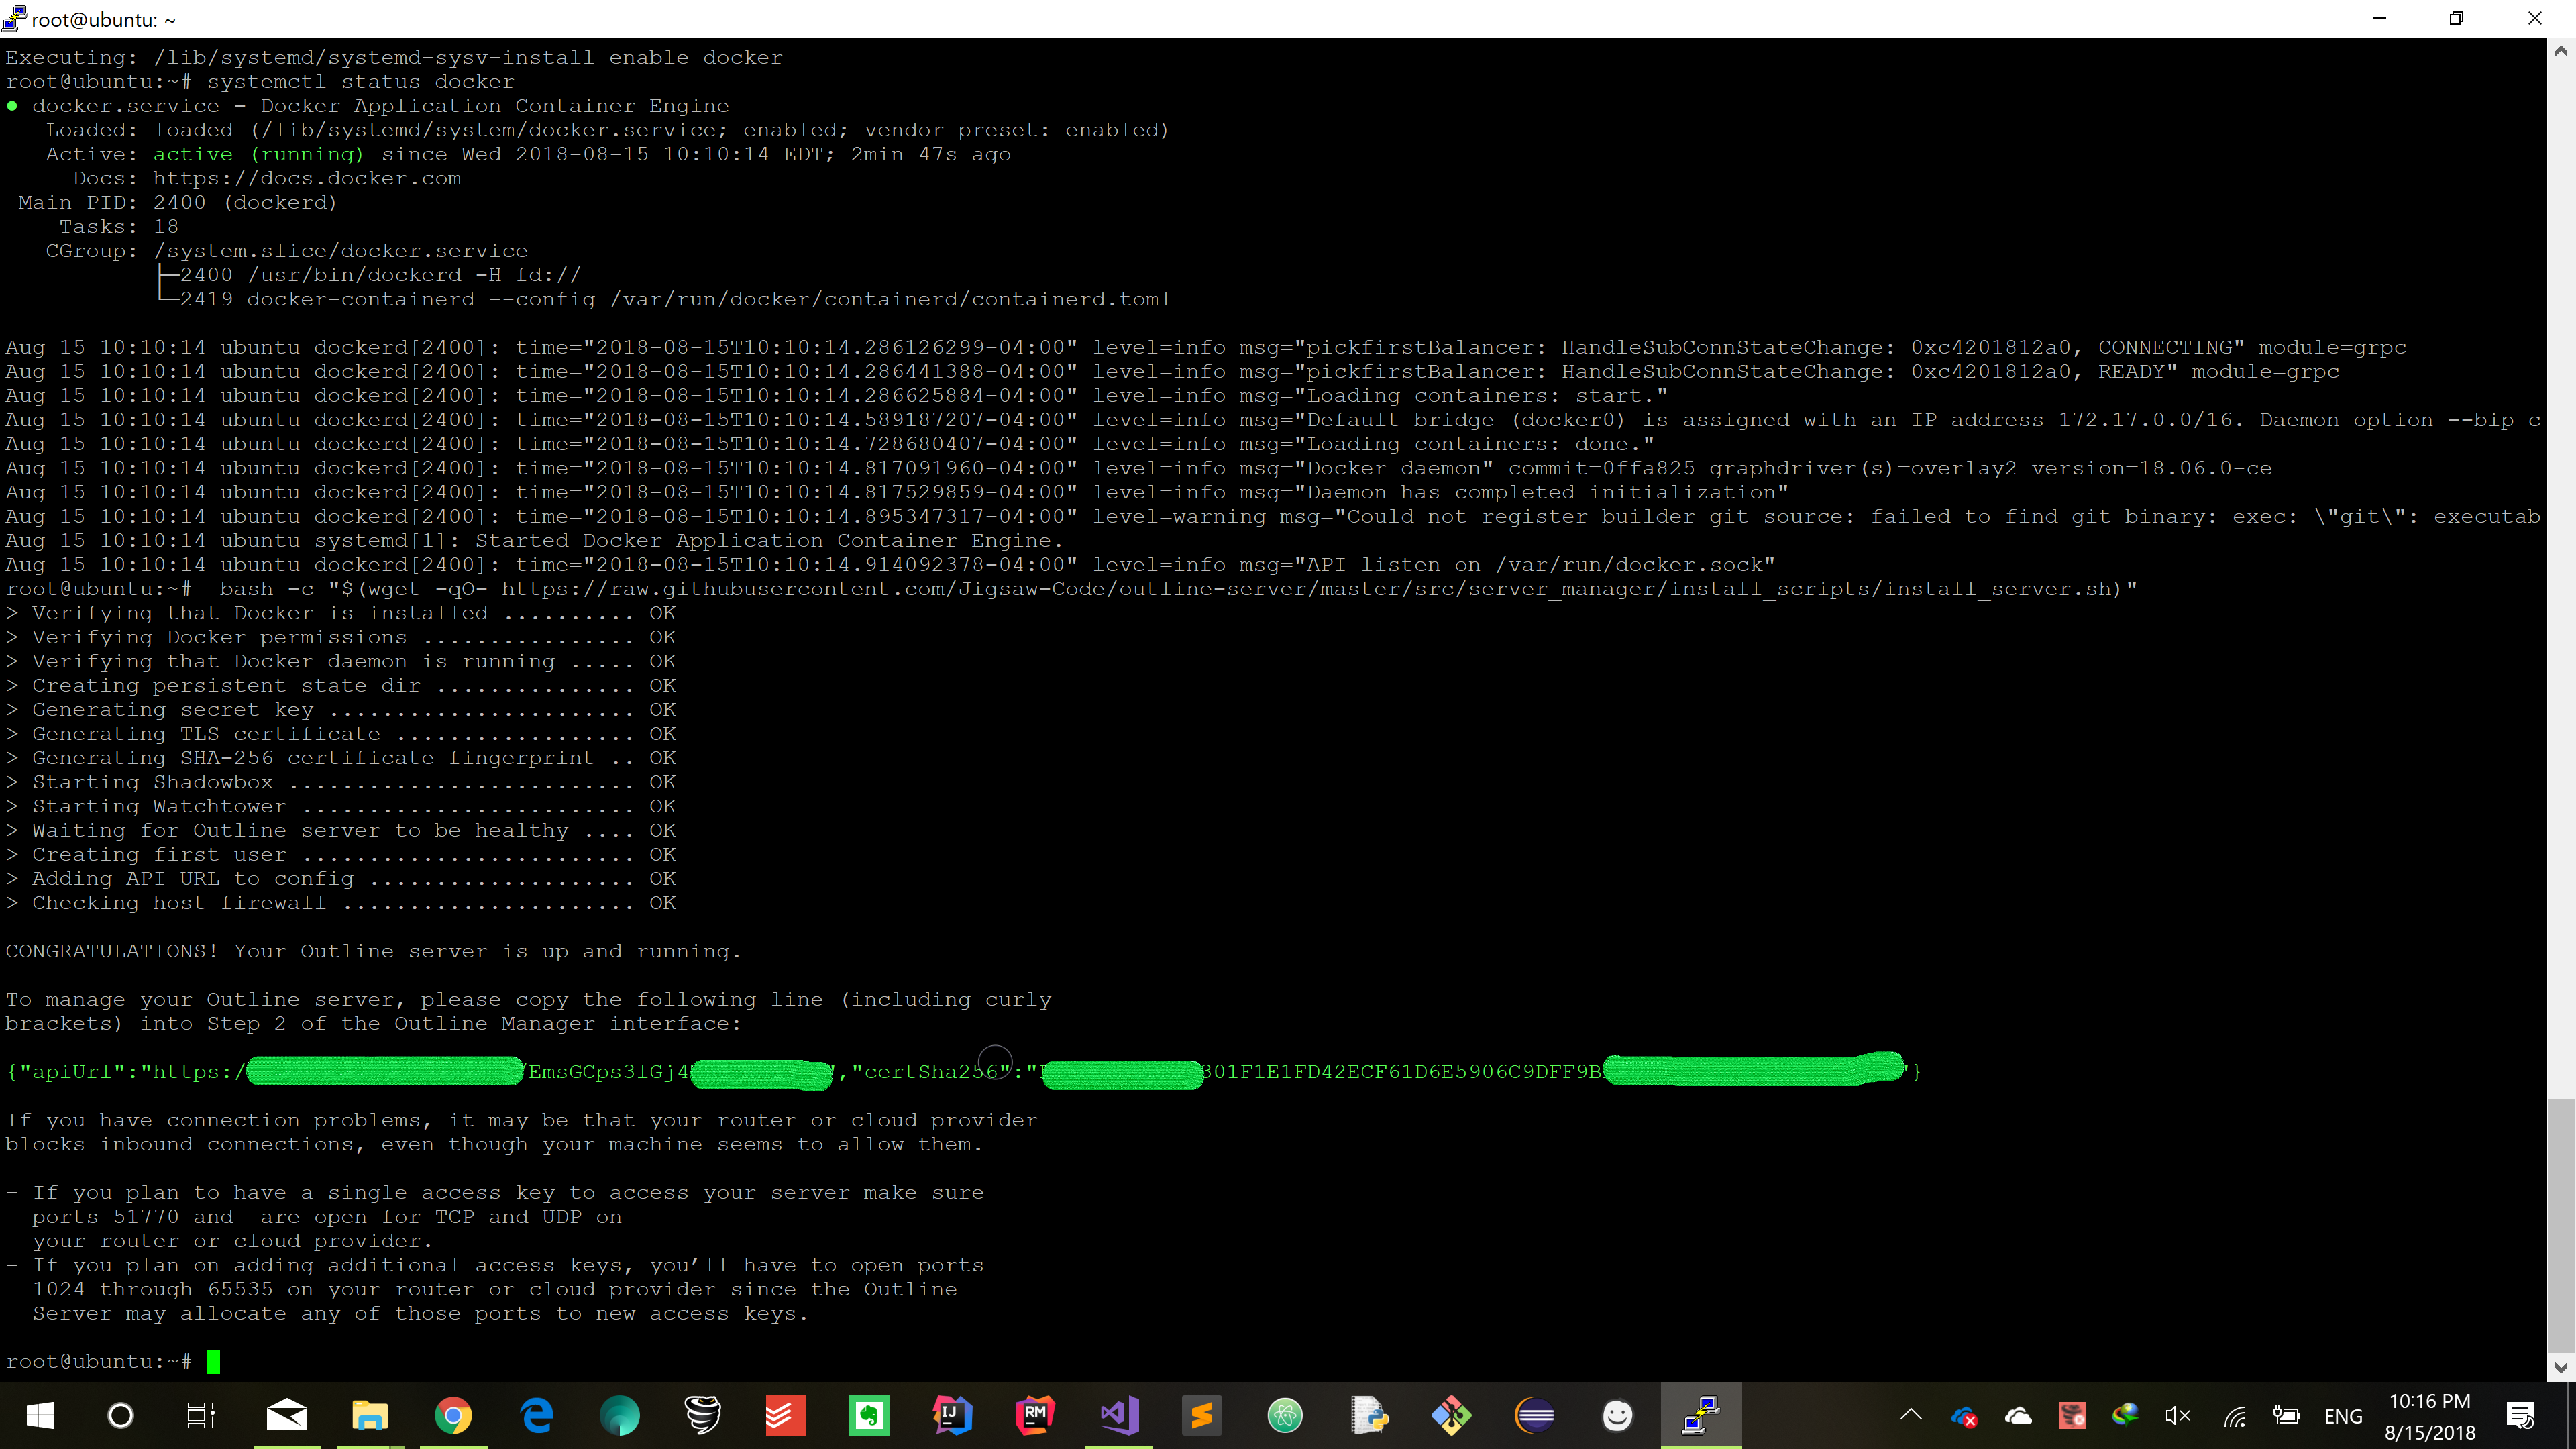 root@ubuntu: ~
Executing: /lib/systemd/systemd-sysv-install enable docker
root@ubuntu:~# systemctl status docker
● docker.service - Docker Application Container Engine
Loaded: loaded (/lib/systemd/system/docker.service; enabled; vendor preset: enabled)
Active: active (running) since Wed 2018-08-15 10:10:14 EDT; 2min 47s ago
Docs: https://docs.docker.com
Main PID: 2400 (dockerd)
Tasks: 18
CGroup: /system.slice/docker.service
├─2400 /usr/bin/dockerd -H fd://
└─2419 docker-containerd --config /var/run/docker/containerd/containerd.toml
Aug 15 10:10:14 ubuntu dockerd[2400]: time="2018-08-15T10:10:14.286126299-04:00" level=info msg="pickfirstBalancer: HandleSubConnStateChange: 0xc4201812a0, CONNECTING" module=grpc
Aug 15 10:10:14 ubuntu dockerd[2400]: time="2018-08-15T10:10:14.286441388-04:00" level=info msg="pickfirstBalancer: HandleSubConnStateChange: 0xc4201812a0, READY" module=grpc
Aug 15 10:10:14 ubuntu dockerd[2400]: time="2018-08-15T10:10:14.286625884-04:00" level=info msg="Loading containers: start."
Aug 15 10:10:14 ubuntu dockerd[2400]: time="2018-08-15T10:10:14.589187207-04:00" level=info msg="Default bridge (docker0) is assigned with an IP address 172.17.0.0/16. Daemon option --bip c
Aug 15 10:10:14 ubuntu dockerd[2400]: time="2018-08-15T10:10:14.728680407-04:00" level=info msg="Loading containers: done."
Aug 15 10:10:14 ubuntu dockerd[2400]: time="2018-08-15T10:10:14.817091960-04:00" level=info msg="Docker daemon" commit=0ffa825 graphdriver(s)=overlay2 version=18.06.0-ce
Aug 15 10:10:14 ubuntu dockerd[2400]: time="2018-08-15T10:10:14.817529859-04:00" level=info msg="Daemon has completed initialization"
Aug 15 10:10:14 ubuntu dockerd[2400]: time="2018-08-15T10:10:14.895347317-04:00" level=warning msg="Could not register builder git source: failed to find git binary: exec: \"git\": executab
Aug 15 10:10:14 ubuntu systemd[1]: Started Docker Application Container Engine.
Aug 15 10:10:14 ubuntu dockerd[2400]: time="2018-08-15T10:10:14.914092378-04:00" level=info msg="API listen on /var/run/docker.sock"
root@ubuntu:~#  bash -c "$(wget -qO- https://raw.githubusercontent.com/Jigsaw-Code/outline-server/master/src/server_manager/install_scripts/install_server.sh)"
> Verifying that Docker is installed .......... OK
> Verifying Docker permissions ................ OK
> Verifying that Docker daemon is running ..... OK
> Creating persistent state dir ............... OK
> Generating secret key ....................... OK
> Generating TLS certificate .................. OK
> Generating SHA-256 certificate fingerprint .. OK
> Starting Shadowbox .......................... OK
> Starting Watchtower ......................... OK
> Waiting for Outline server to be healthy .... OK
> Creating first user ......................... OK
> Adding API URL to config .................... OK
> Checking host firewall ...................... OK
CONGRATULATIONS! Your Outline server is up and running.
To manage your Outline server, please copy the following line (including curly
brackets) into Step 2 of the Outline Manager interface:
{"apiUrl":"https:/ /EmsGCps3lGj4 ","certSha256":" 301F1E1FD42ECF61D6E5906C9DFF9B "}
If you have connection problems, it may be that your router or cloud provider
blocks inbound connections, even though your machine seems to allow them.
- If you plan to have a single access key to access your server make sure
ports 51770 and  are open for TCP and UDP on
your router or cloud provider.
- If you plan on adding additional access keys, you’ll have to open ports
1024 through 65535 on your router or cloud provider since the Outline
Server may allocate any of those ports to new access keys.
root@ubuntu:~#
IJ
RM
ENG
10:16 PM
8/15/2018